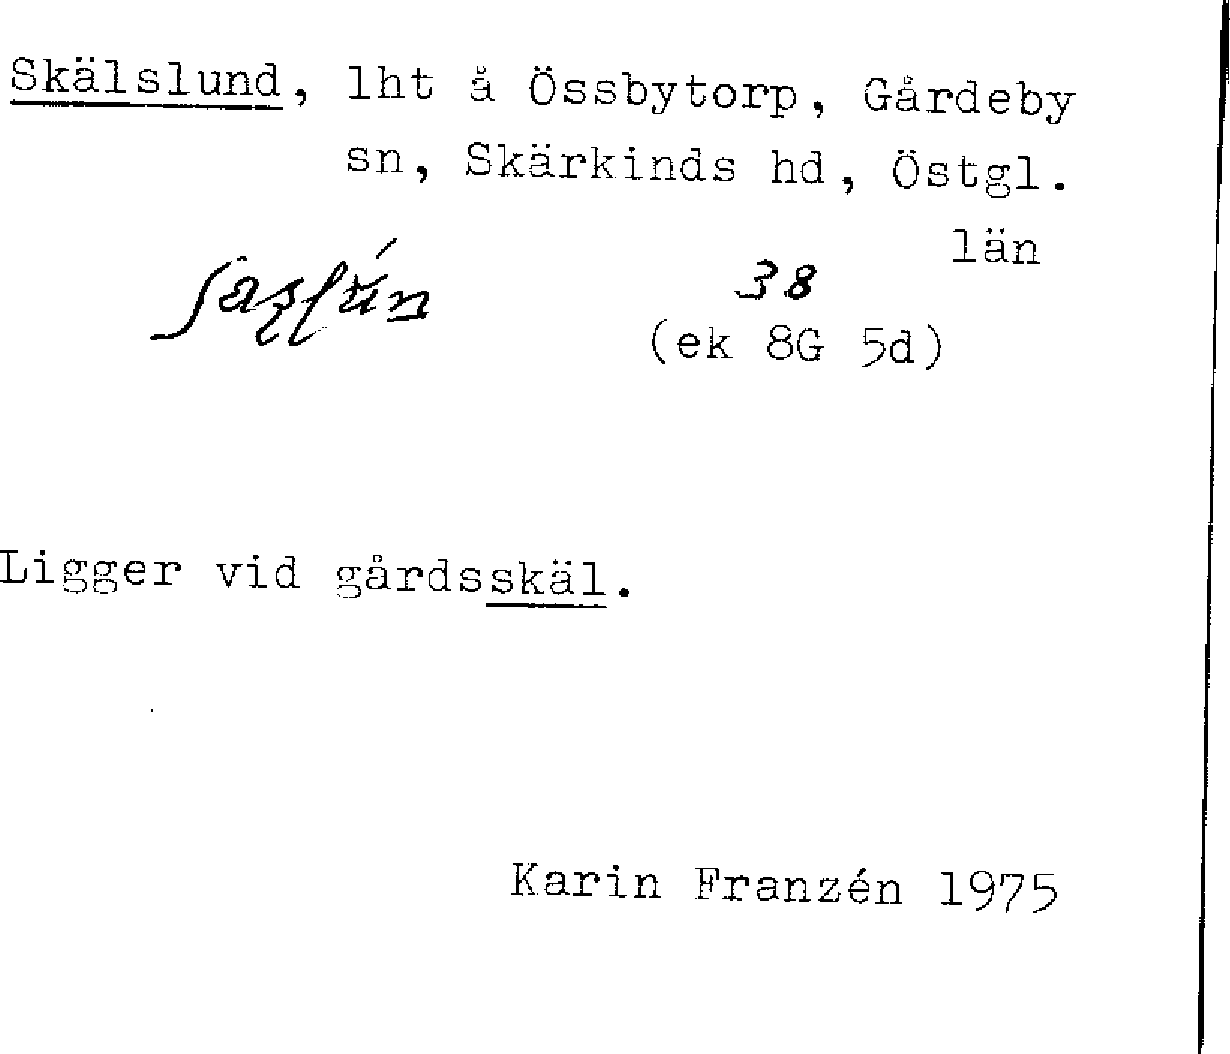 Skälslund, lht å Össbytorp, Gårdeby
sn, Skärkinds hd, Östgl.
län
38
(ek 8G 5d)
Ligger vid gårdsskäl.
Karin Franzén 1975